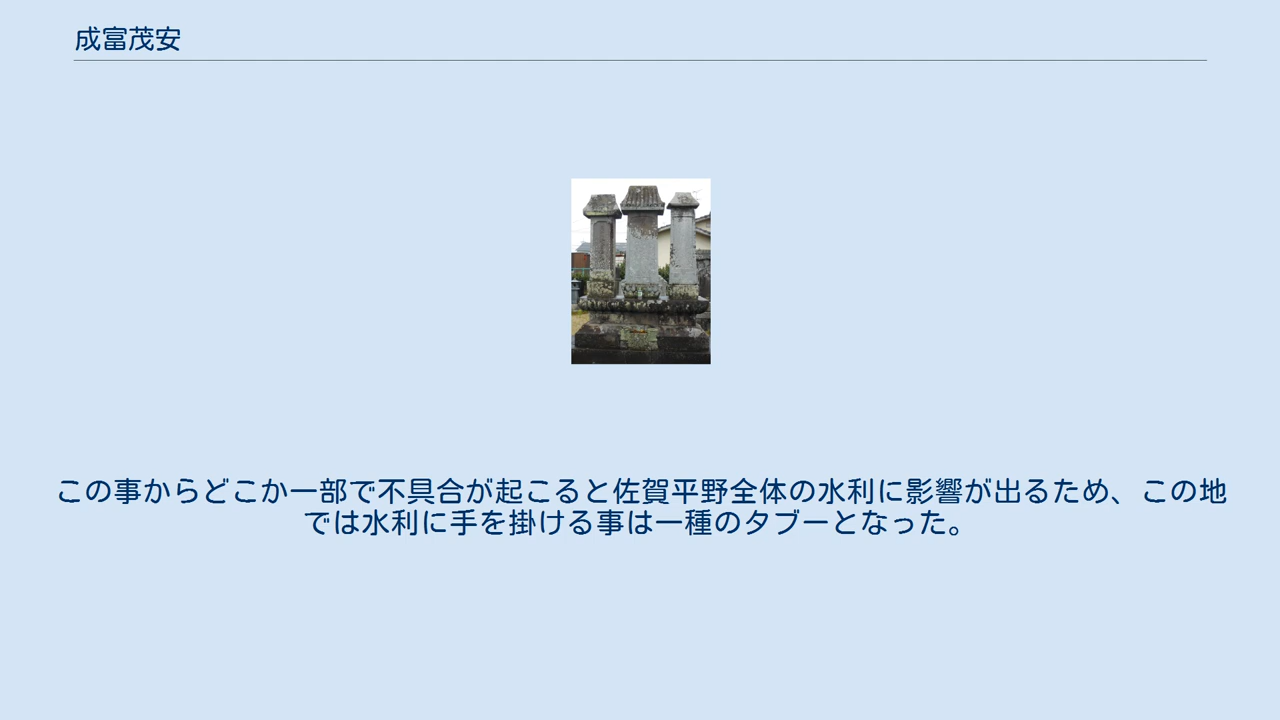 成富茂安
この事からどこか一部で不具合が起こると佐賀平野全体の水利に影響が出るため、この地
では水利に手を掛ける事は一種のタブーとなった。